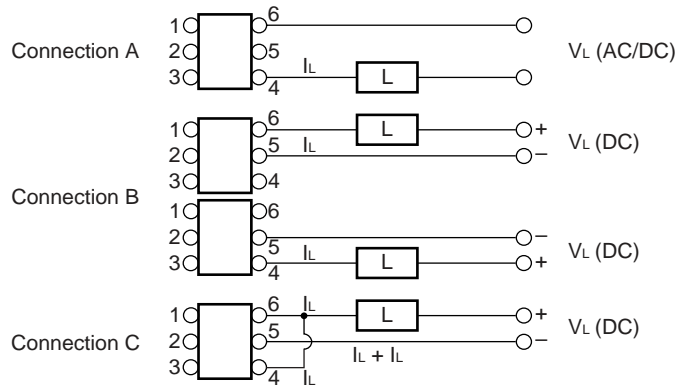 1 6
Connection A 2 5 VL (AC/DC)
3 4 IL L
1 6 L +
2 5 IL – VL (DC)
3 4
Connection B
1 6
2 5 –
3 4 IL L + VL (DC)
1 6 IL L +
Connection C 2 5 – VL (DC)
IL + IL
3 4 IL